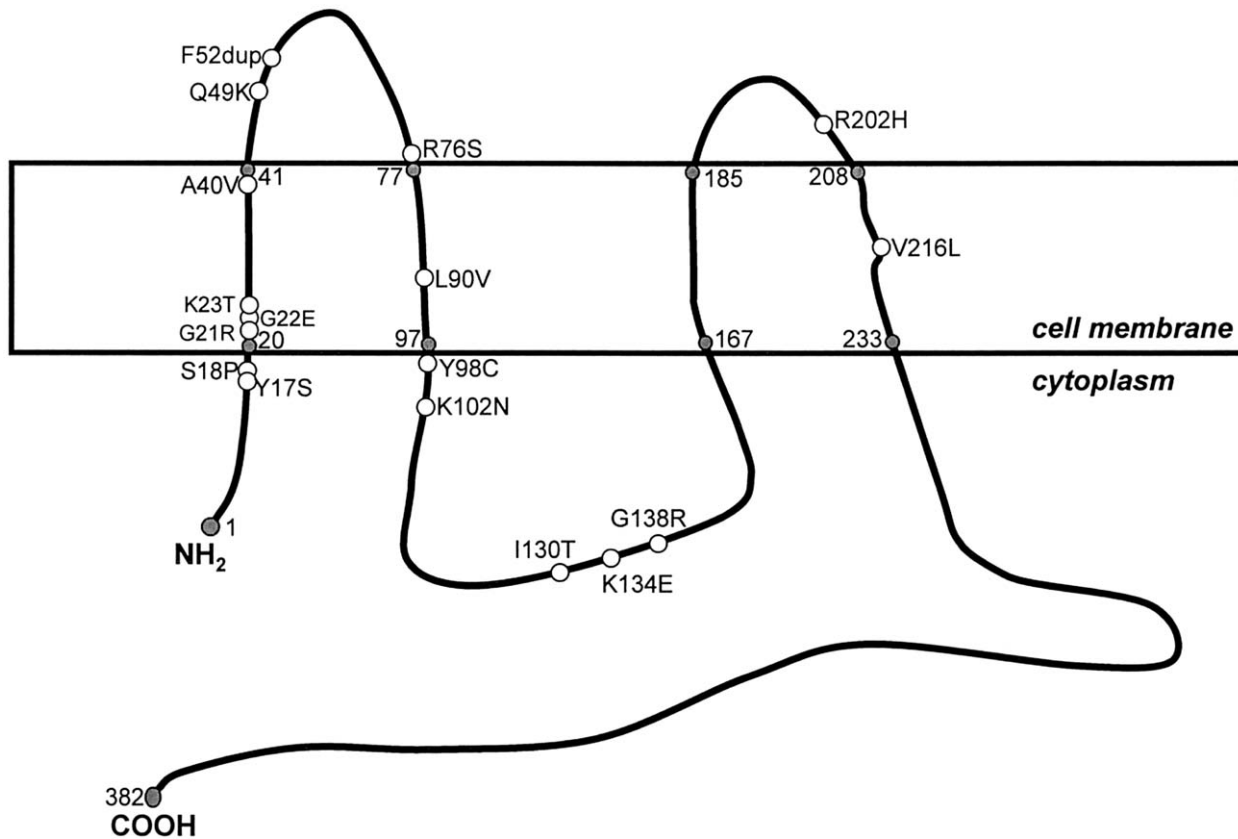 F52dup
Q49K
R76S
R202H
A40V
41
77
185
208
V216L
L90V
K23T
G22E
G21R
20
97
167
233
cell membrane
cytoplasm
S18P
Y17S
Y98C
K102N
G138R
I130T
K134E
1
NH₂
382
COOH